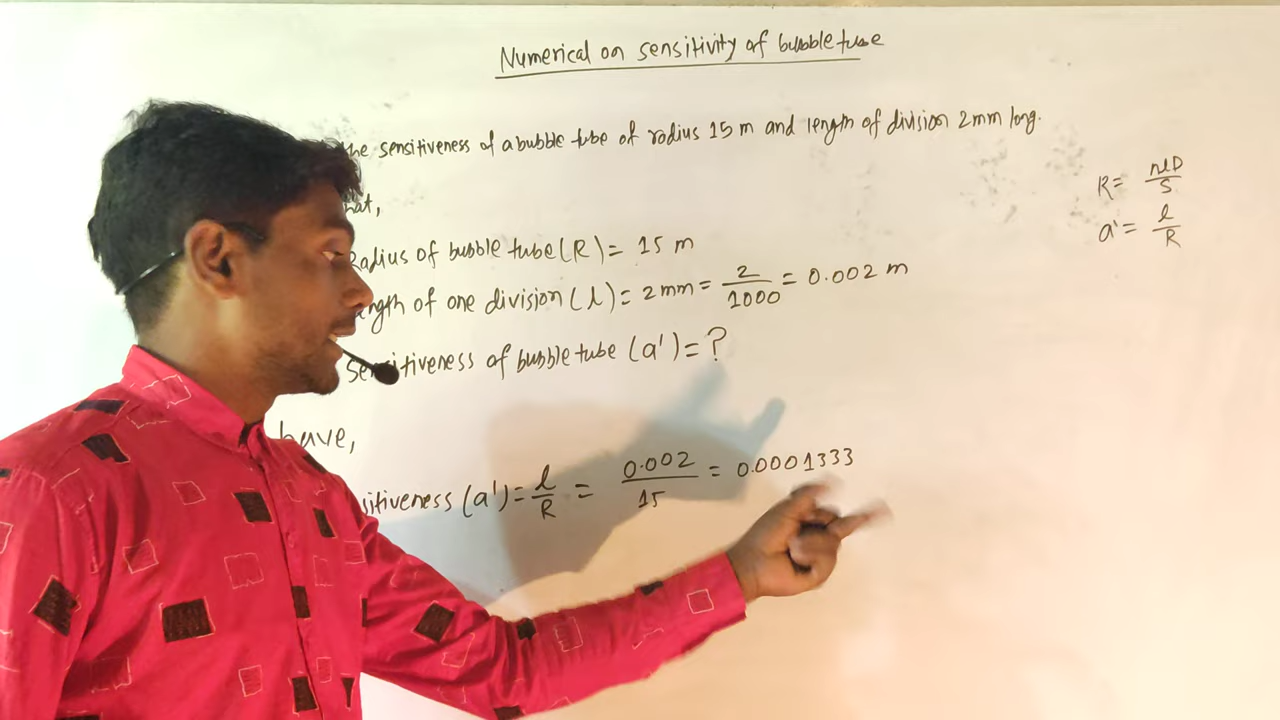 Numerical on sensitivity of bubble tube
the sensitiveness of a bubble tube of radius 15 m and length of division 2mm long.
R= nlD/S
a'= l/R
Radius of bubble tube(R)= 15 m
length of one division (l)= 2mm= 2/1000= 0.002 m
Sensitiveness of bubble tube (a')=?
have,
sitiveness (a')= l/R = 0.002/15 = 0.0001333